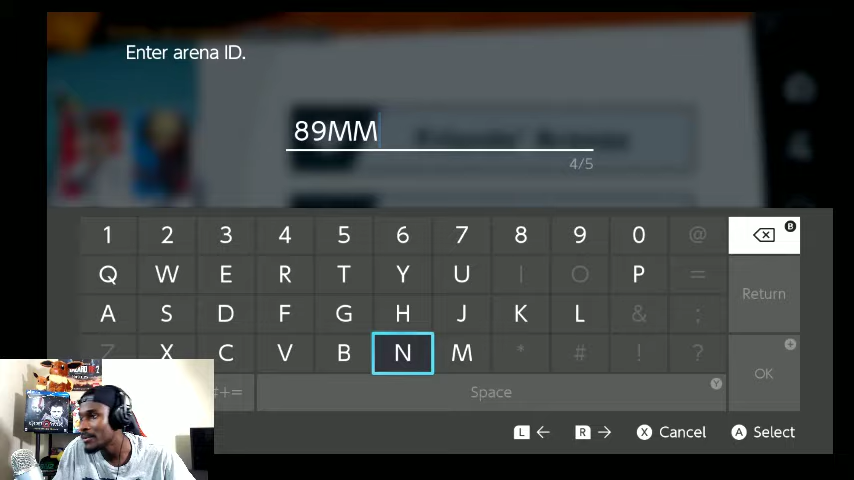 Enter arena ID.
89MM
4/5
1 2 3 4 5 6 7 8 9 0 @ B
Q W E R T Y U I O P = Return
A S D F G H J K L & ;
Z X C V B N M * # ! ? + OK
#+= Space Y
L ← R → X Cancel A Select